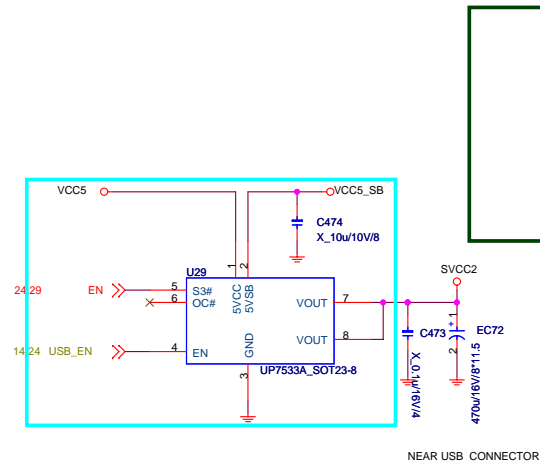 VCC5
VCC5_SB
C474
X_10u/10V/8
SVCC2
U29
1
2
5VCC
5VSB
24 29
EN
5
S3#
6
OC#
VOUT
7
14 24
USB_EN
4
EN
GND
VOUT
8
3
UP7533A_SOT23-8
C473
X_0.1u/16V/4
+
1
2
EC72
470u/16V/8*11.5
NEAR USB CONNECTOR